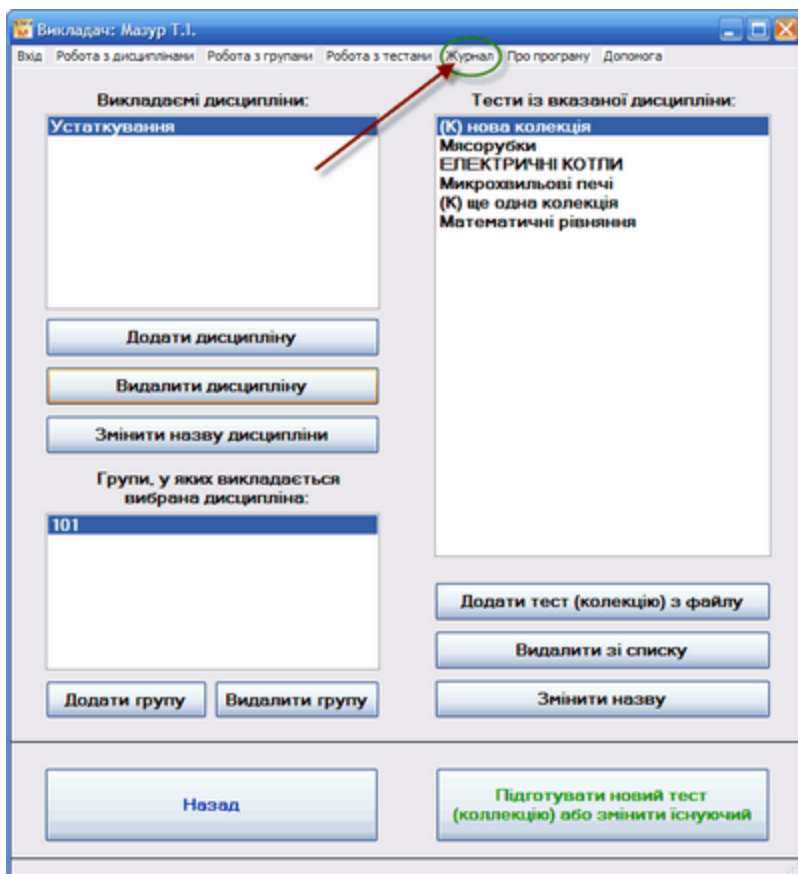 Викладач: Мазур Т.І.
Вхід Робота з дисциплінами Робота з групами Робота з тестами Журнал Про програму Допомога
Викладаємі дисципліни:
Устаткування
Додати дисципліну
Видалити дисципліну
Змінити назву дисципліни
Групи, у яких викладається
вибрана дисципліна:
101
Додати групу Видалити групу
Тести із вказаної дисципліни:
(К) нова колекція
Мясорубки
ЕЛЕКТРИЧНІ КОТЛИ
Микрохвильові печі
(К) ще одна колекція
Математичні рівняння
Додати тест (колекцію) з файлу
Видалити зі списку
Змінити назву
Назад
Підготувати новий тест
(коллекцію) або змінити їснуючий